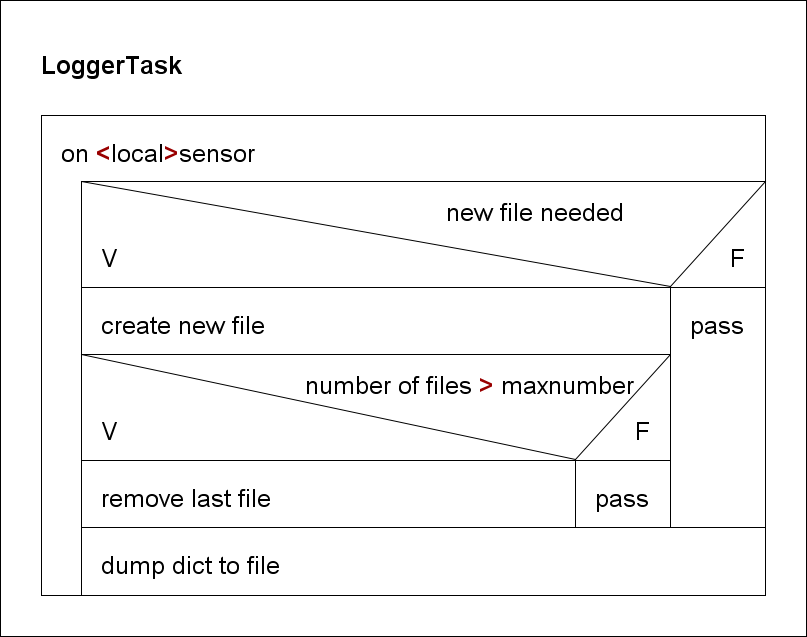 LoggerTask
on <local>sensor
new file needed
V
F
create new file
pass
number of files > maxnumber
V
F
remove last file
pass
dump dict to file